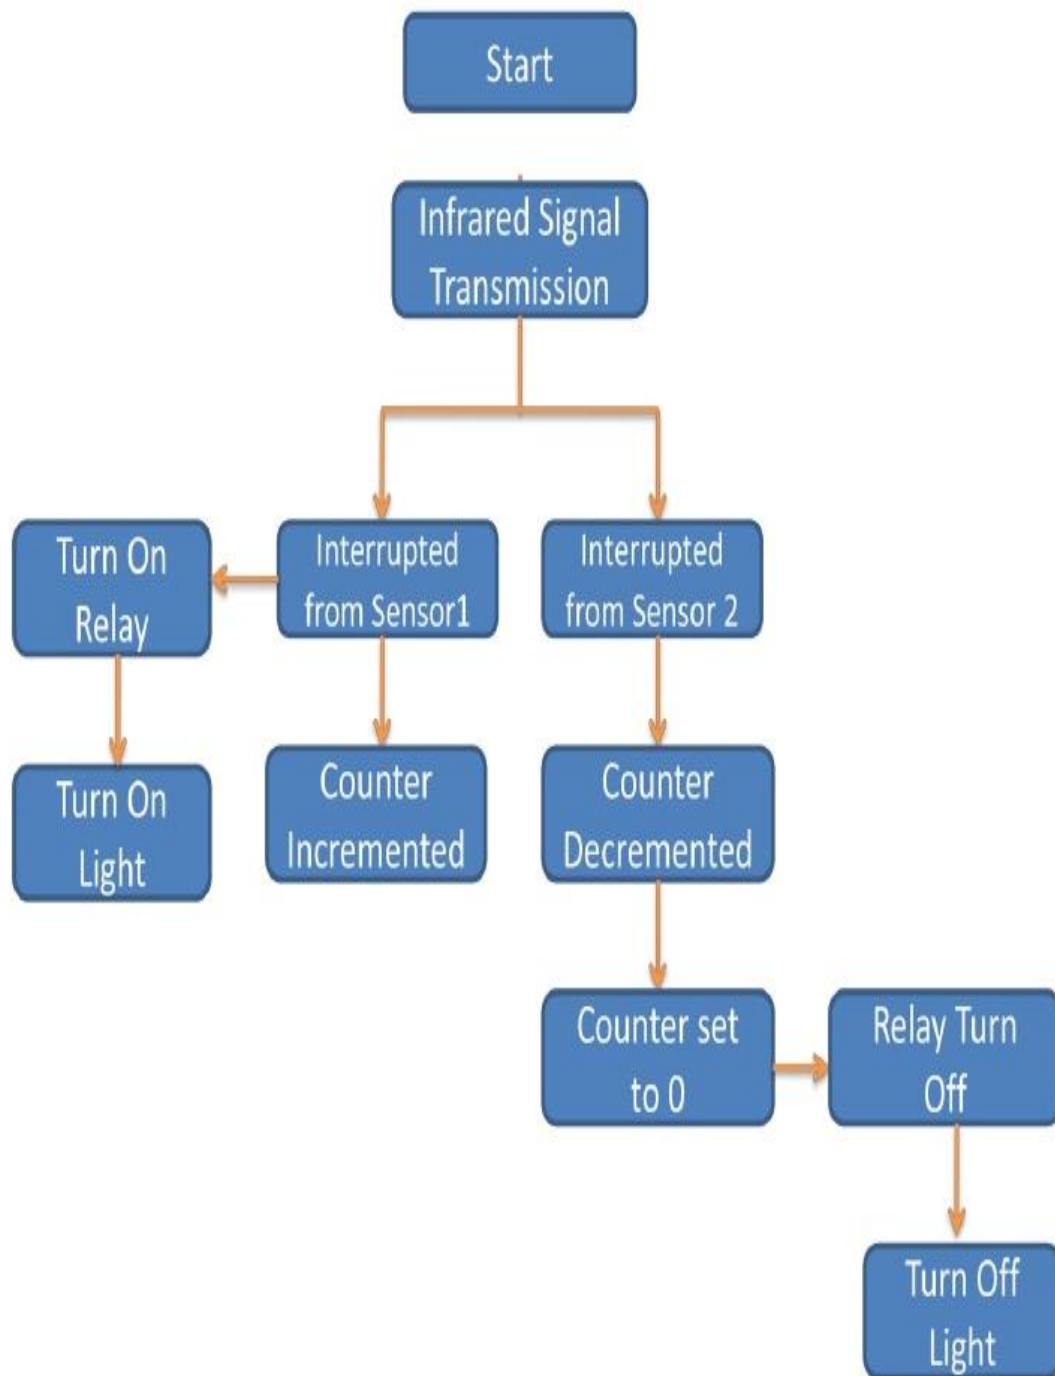 Start
Infrared Signal
Transmission
Turn On
Relay
Interrupted
from Sensor1
Interrupted
from Sensor 2
Turn On
Light
Counter
Incremented
Counter
Decremented
Counter set
to 0
Relay Turn
Off
Turn Off
Light